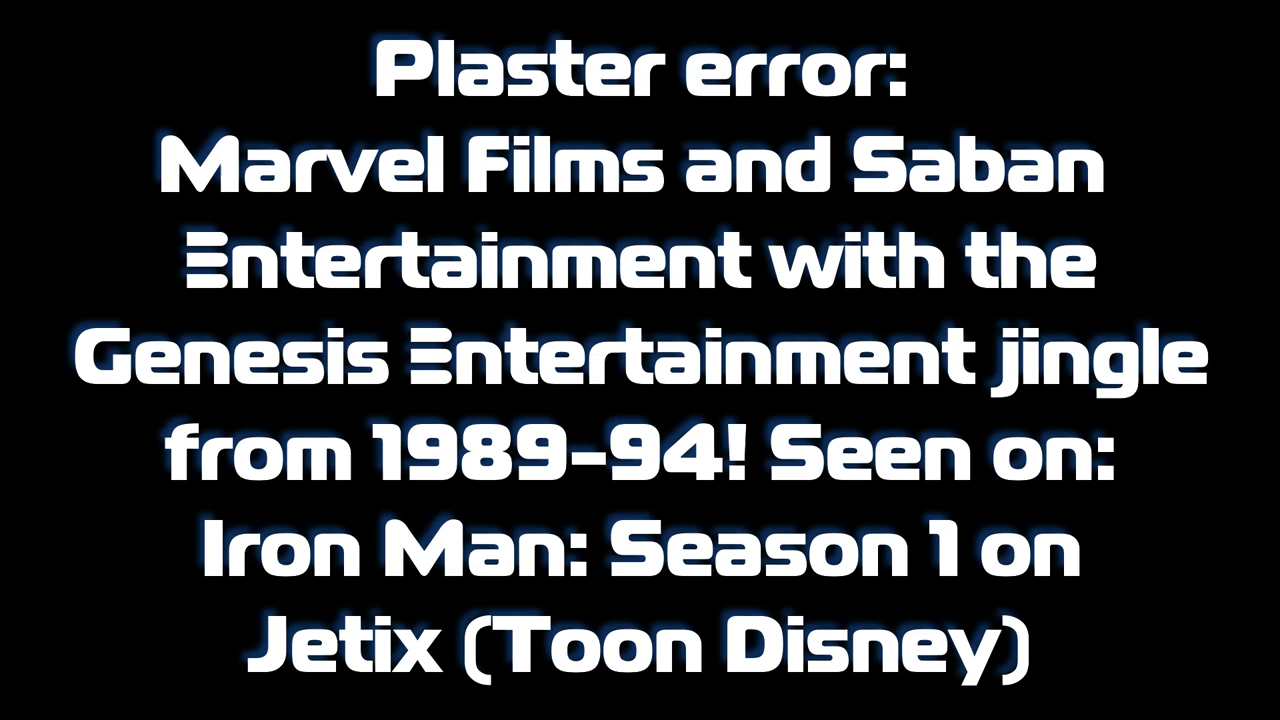 Plaster error:
Marvel Films and Saban
Entertainment with the
Genesis Entertainment jingle
from 1989-94! Seen on:
Iron Man: Season 1 on
Jetix (Toon Disney)